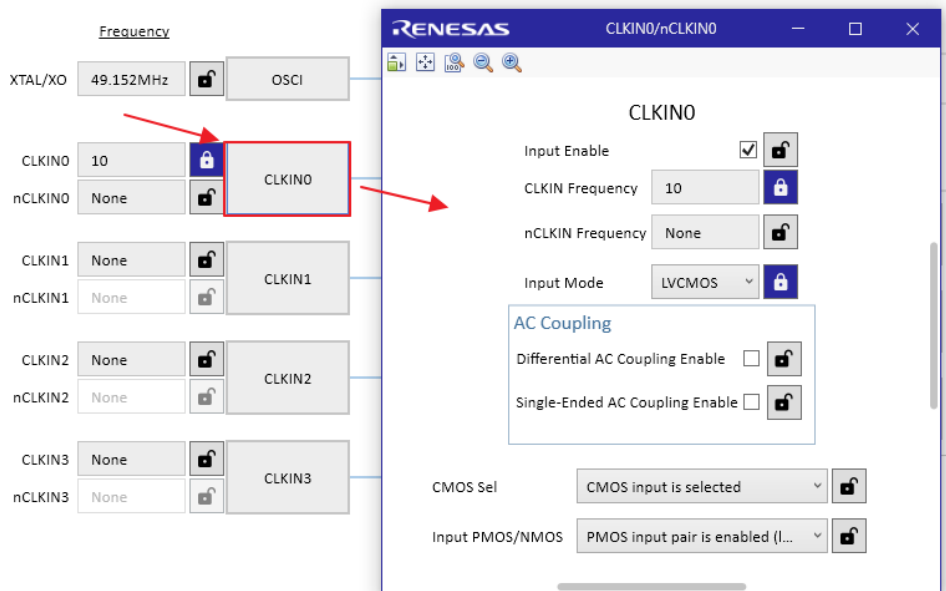 Frequency
XTAL/XO 49.152MHz OSCI
CLKIN0 10
CLKIN0
nCLKIN0 None
CLKIN1 None
CLKIN1
nCLKIN1 None
CLKIN2 None
CLKIN2
nCLKIN2 None
CLKIN3 None
CLKIN3
nCLKIN3 None
RENESAS CLKIN0/nCLKIN0
100
CLKIN0
Input Enable
CLKIN Frequency 10
nCLKIN Frequency None
Input Mode LVCMOS
AC Coupling
Differential AC Coupling Enable
Single-Ended AC Coupling Enable
CMOS Sel CMOS input is selected
Input PMOS/NMOS PMOS input pair is enabled (l...